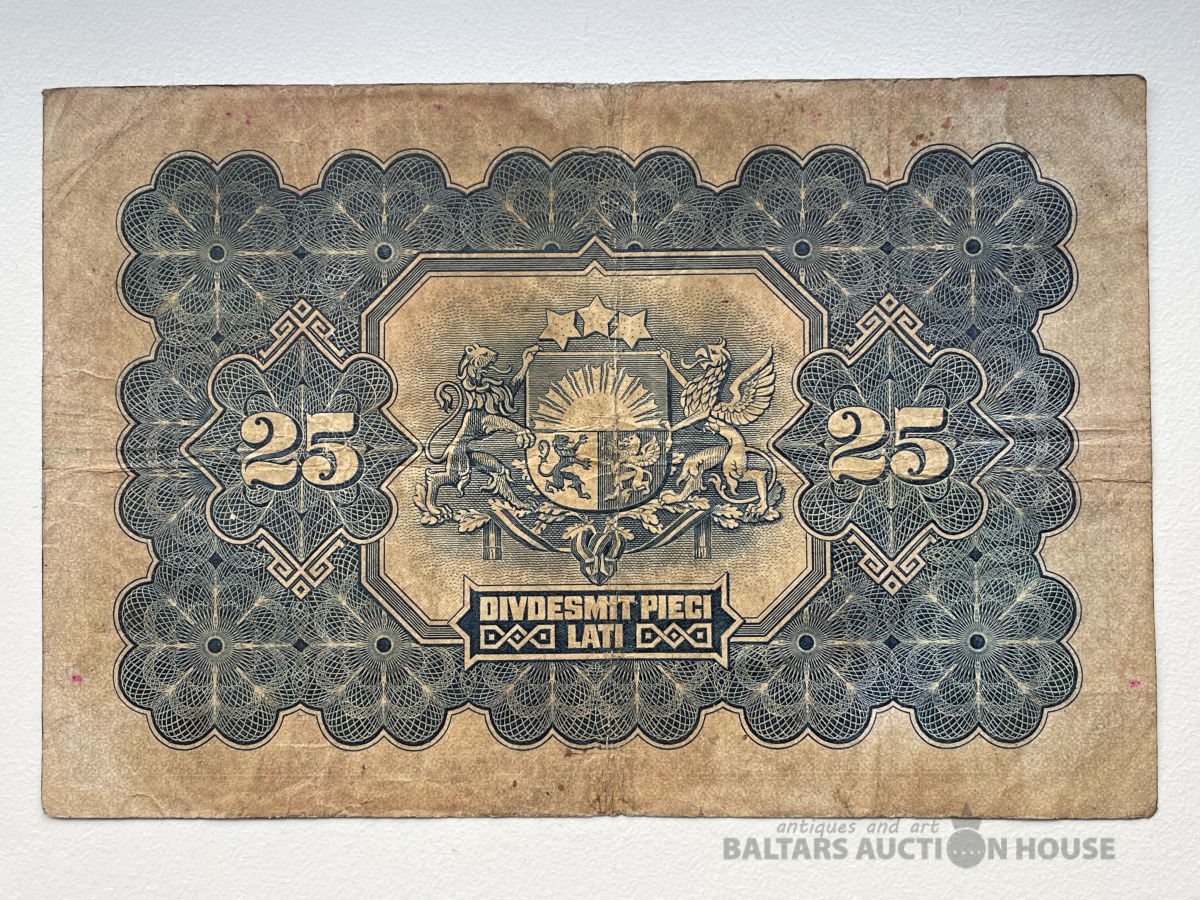 25
25
DIVDESMIT PIECI
LATI
antiques and art
BALTARS AUCTION HOUSE